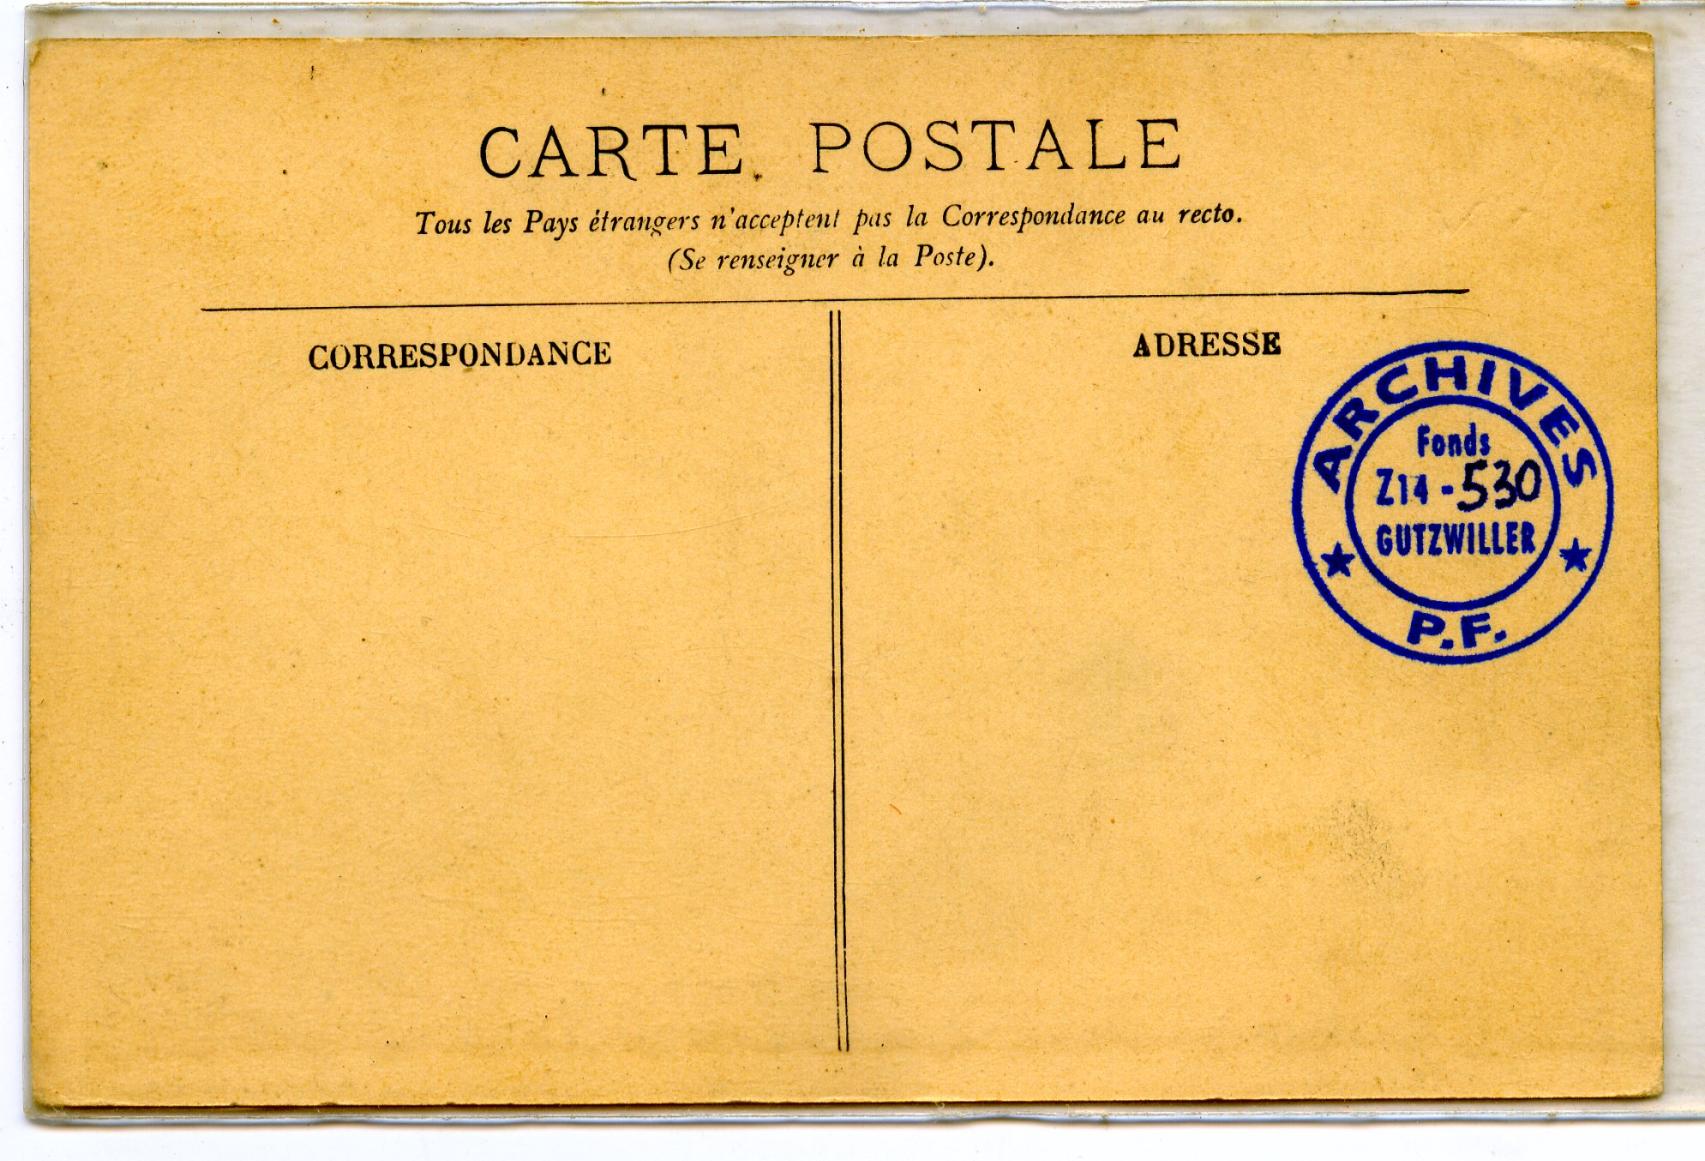 CARTE POSTALE
Tous les Pays étrangers n'acceptent pas la Correspondance au recto.
(Se renseigner à la Poste).
CORRESPONDANCE
ADRESSE
ARCHIVES
Fonds
Z14 - 530
GUTZWILLER
P.F.